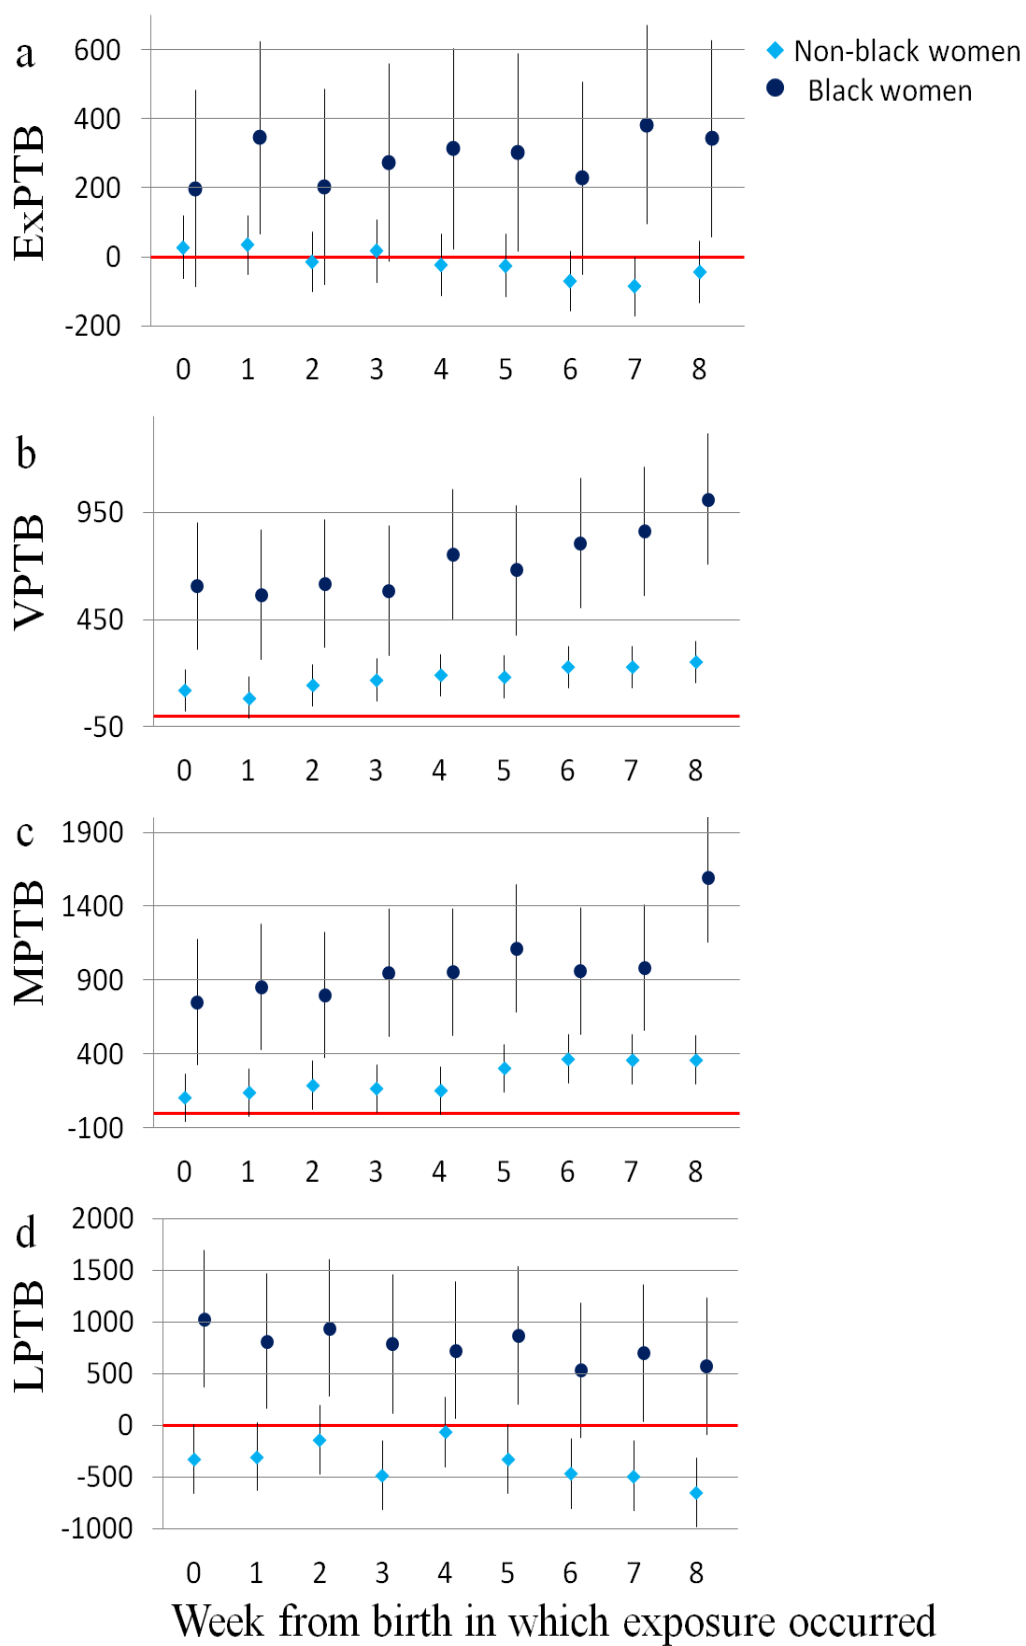 a
ExPTB
600
400
200
0
-200
0 1 2 3 4 5 6 7 8
Non-black women
Black women
b
VPTB
950
450
-50
0 1 2 3 4 5 6 7 8
c
MPTB
1900
1400
900
400
-100
0 1 2 3 4 5 6 7 8
d
LPTB
2000
1500
1000
500
0
-500
-1000
0 1 2 3 4 5 6 7 8
Week from birth in which exposure occurred